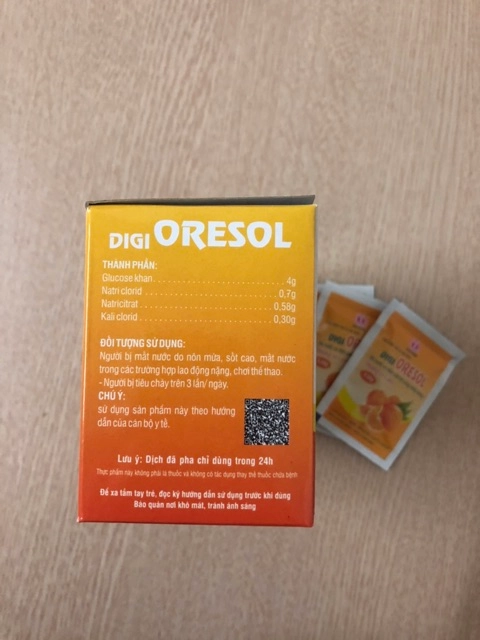 DIGI ORESOL
THÀNH PHẦN:
Glucose khan . . . . . . . . . . . . . . . . . . . . . . . . . . . . 4g
Natri clorid . . . . . . . . . . . . . . . . . . . . . . . . . . . . 0,7g
Natricitrat . . . . . . . . . . . . . . . . . . . . . . . . . . . . 0,58g
Kali clorid . . . . . . . . . . . . . . . . . . . . . . . . . . . . 0,30g
ĐỐI TƯỢNG SỬ DỤNG:
Người bị mất nước do nôn mửa, sốt cao, mất nước
trong các trường hợp lao động nặng, chơi thể thao.
- Người bị tiêu chảy trên 3 lần/ ngày.
CHÚ Ý:
sử dụng sản phẩm này theo hướng
dẫn của cán bộ y tế.
Lưu ý: Dịch đã pha chỉ dùng trong 24h
Thực phẩm này không phải là thuốc và không có tác dụng thay thế thuốc chữa bệnh
Để xa tầm tay trẻ, đọc kỹ hướng dẫn sử dụng trước khi dùng
Bảo quản nơi khô mát, tránh ánh sáng
DIGI ORESOL